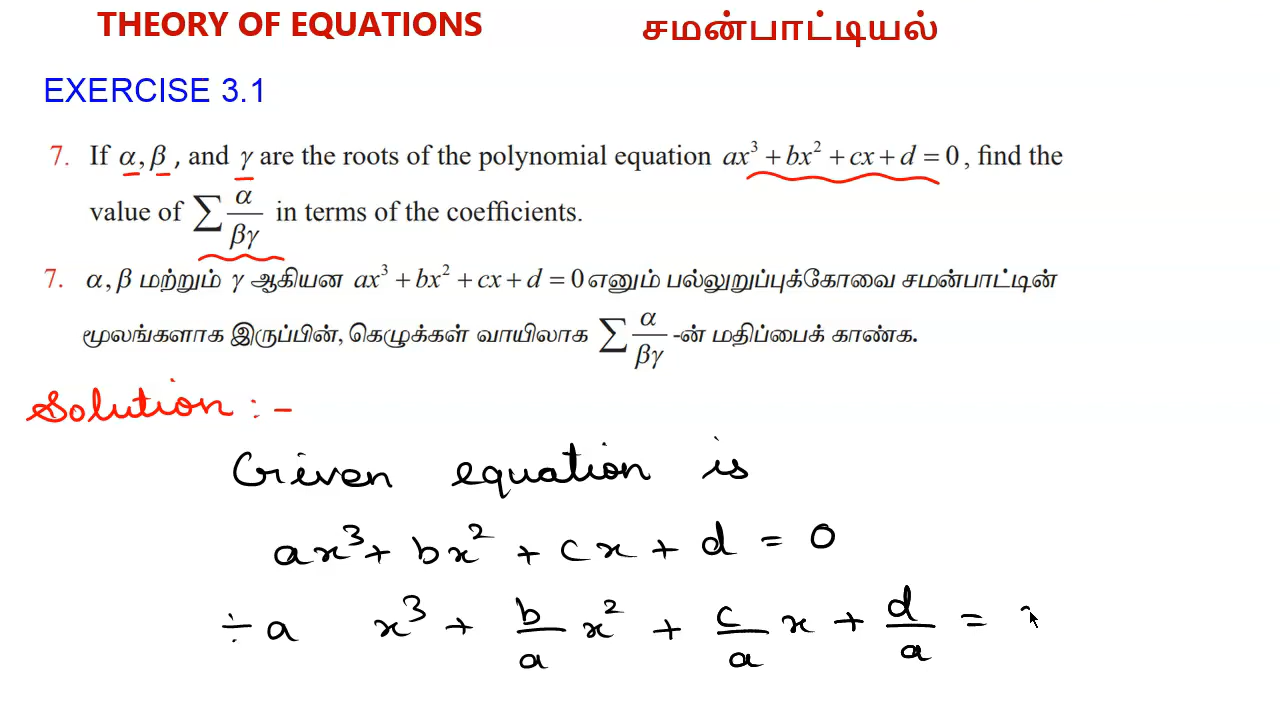 THEORY OF EQUATIONS சமன்பாட்டியல்
EXERCISE 3.1
7. If α, β, and γ are the roots of the polynomial equation ax³ + bx² + cx + d = 0, find the
value of ∑ α/βγ in terms of the coefficients.
7. α, β மற்றும் γ ஆகியன ax³ + bx² + cx + d = 0 எனும் பல்லுறுப்புக்கோவை சமன்பாட்டின்
மூலங்களாக இருப்பின், கெழுக்கள் வாயிலாக ∑ α/βγ -ன் மதிப்பைக் காண்க.
Solution :-
Given equation is
ax³ + bx² + cx + d = 0
÷ a x³ + b/a x² + c/a x + d/a =